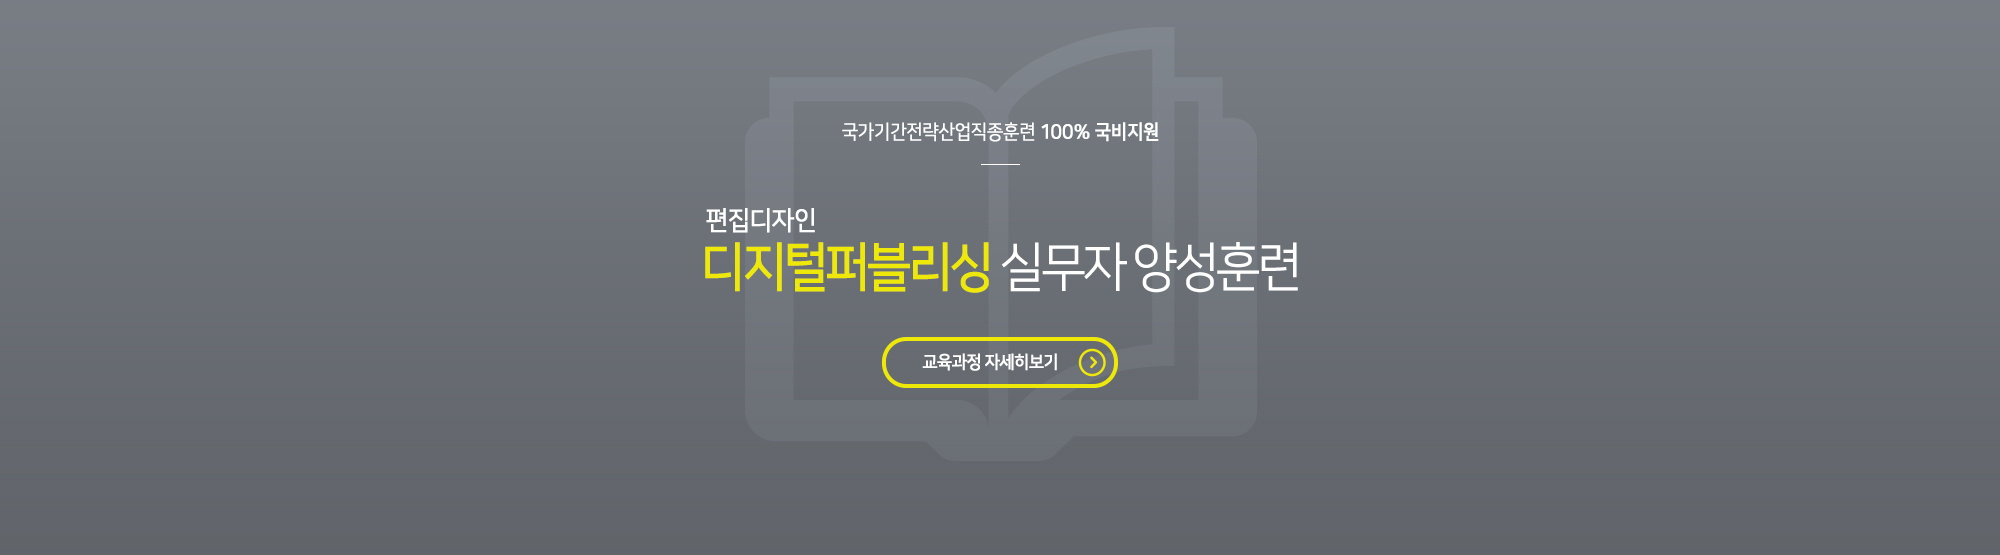 국가기간전략산업직종훈련 100% 국비지원
편집디자인
디지털퍼블리싱 실무자 양성훈련
교육과정 자세히보기